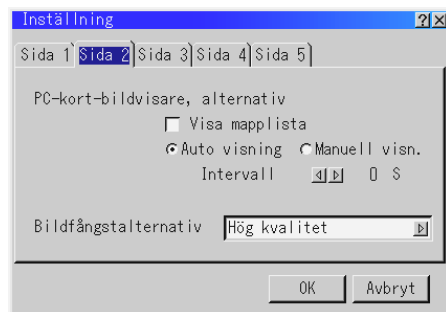 Inställning ? ×
Sida 1 Sida 2 Sida 3 Sida 4 Sida 5
PC-kort-bildvisare, alternativ
Visa mapplista
Auto visning Manuell visn.
Intervall 0 S
Bildfångstalternativ Hög kvalitet
OK Avbryt